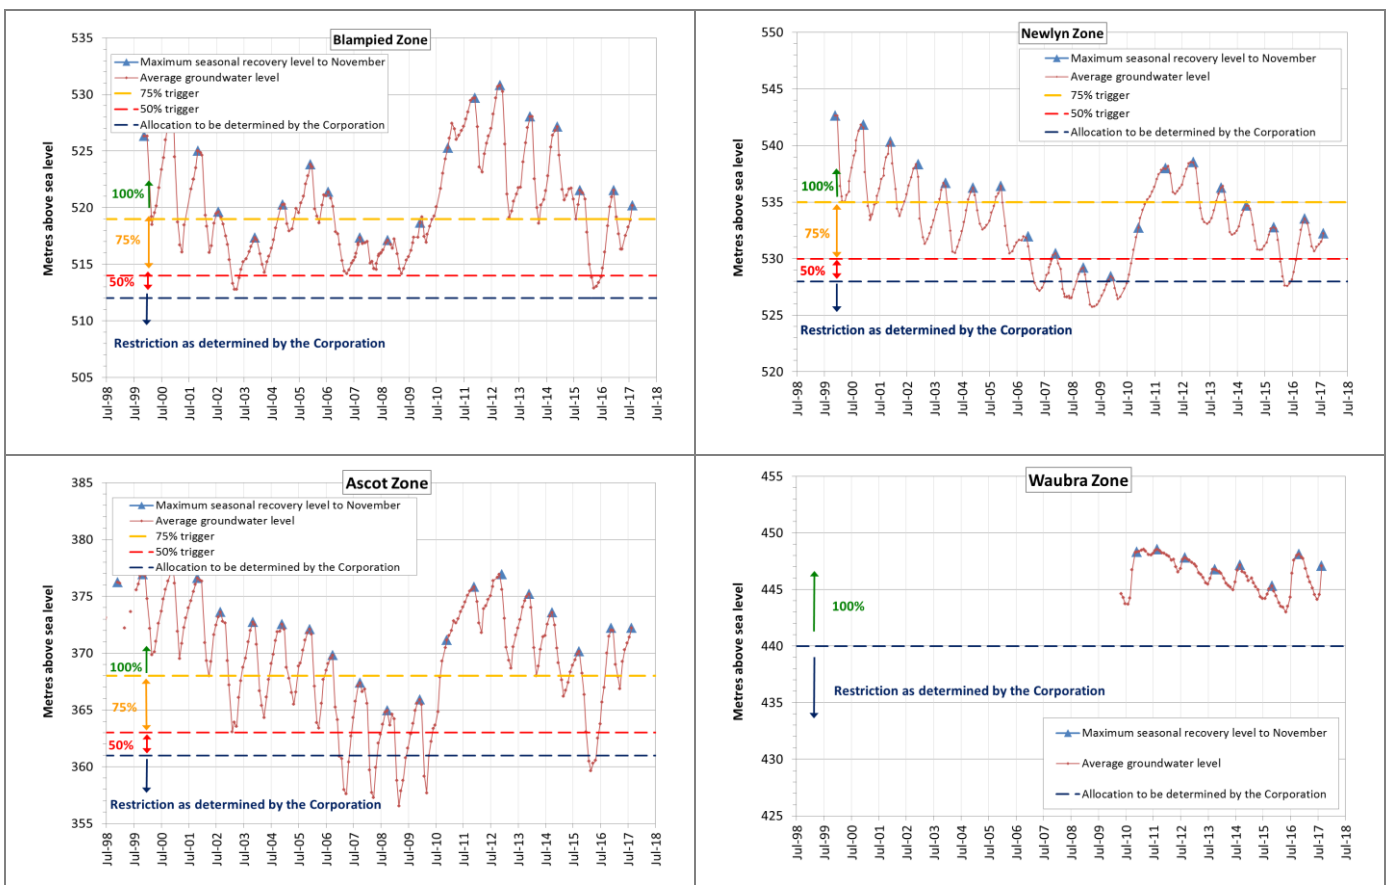 Blampied Zone
Maximum seasonal recovery level to November
Average groundwater level
75% trigger
50% trigger
Allocation to be determined by the Corporation
Metres above sea level
535
530
525
520
515
510
505
100%
75%
50%
Restriction as determined by the Corporation
Jul-98
Jul-99
Jul-00
Jul-01
Jul-02
Jul-03
Jul-04
Jul-05
Jul-06
Jul-07
Jul-08
Jul-09
Jul-10
Jul-11
Jul-12
Jul-13
Jul-14
Jul-15
Jul-16
Jul-17
Jul-18
Newlyn Zone
Maximum seasonal recovery level to November
Average groundwater level
75% trigger
50% trigger
Allocation to be determined by the Corporation
Metres above sea level
550
545
540
535
530
525
520
100%
75%
50%
Restriction as determined by the Corporation
Jul-98
Jul-99
Jul-00
Jul-01
Jul-02
Jul-03
Jul-04
Jul-05
Jul-06
Jul-07
Jul-08
Jul-09
Jul-10
Jul-11
Jul-12
Jul-13
Jul-14
Jul-15
Jul-16
Jul-17
Jul-18
Ascot Zone
Maximum seasonal recovery level to November
Average groundwater level
75% trigger
50% trigger
Allocation to be determined by the Corporation
Metres above sea level
385
380
375
370
365
360
355
100%
75%
50%
Restriction as determined by the Corporation
Jul-98
Jul-99
Jul-00
Jul-01
Jul-02
Jul-03
Jul-04
Jul-05
Jul-06
Jul-07
Jul-08
Jul-09
Jul-10
Jul-11
Jul-12
Jul-13
Jul-14
Jul-15
Jul-16
Jul-17
Jul-18
Waubra Zone
Metres above sea level
455
450
445
440
435
430
425
100%
Restriction as determined by the Corporation
Maximum seasonal recovery level to November
Average groundwater level
Allocation to be determined by the Corporation
Jul-98
Jul-99
Jul-00
Jul-01
Jul-02
Jul-03
Jul-04
Jul-05
Jul-06
Jul-07
Jul-08
Jul-09
Jul-10
Jul-11
Jul-12
Jul-13
Jul-14
Jul-15
Jul-16
Jul-17
Jul-18